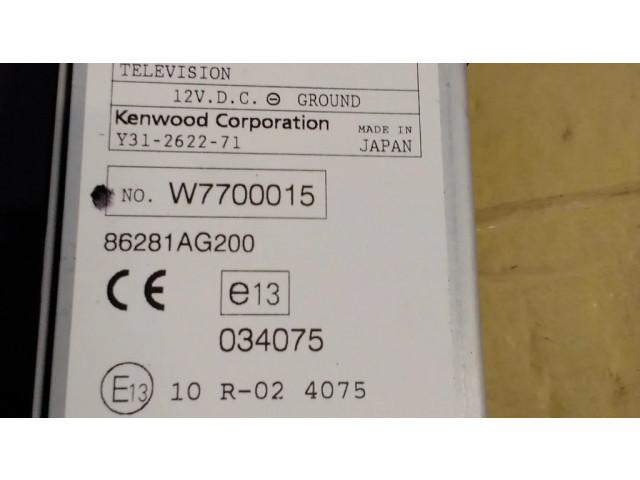 TELEVISION
12V.D.C. ⊖ GROUND
Kenwood Corporation
MADE IN
Y31-2622-71
JAPAN
NO. W7700015
86281AG200
CE
e13
034075
E13 10 R-02 4075